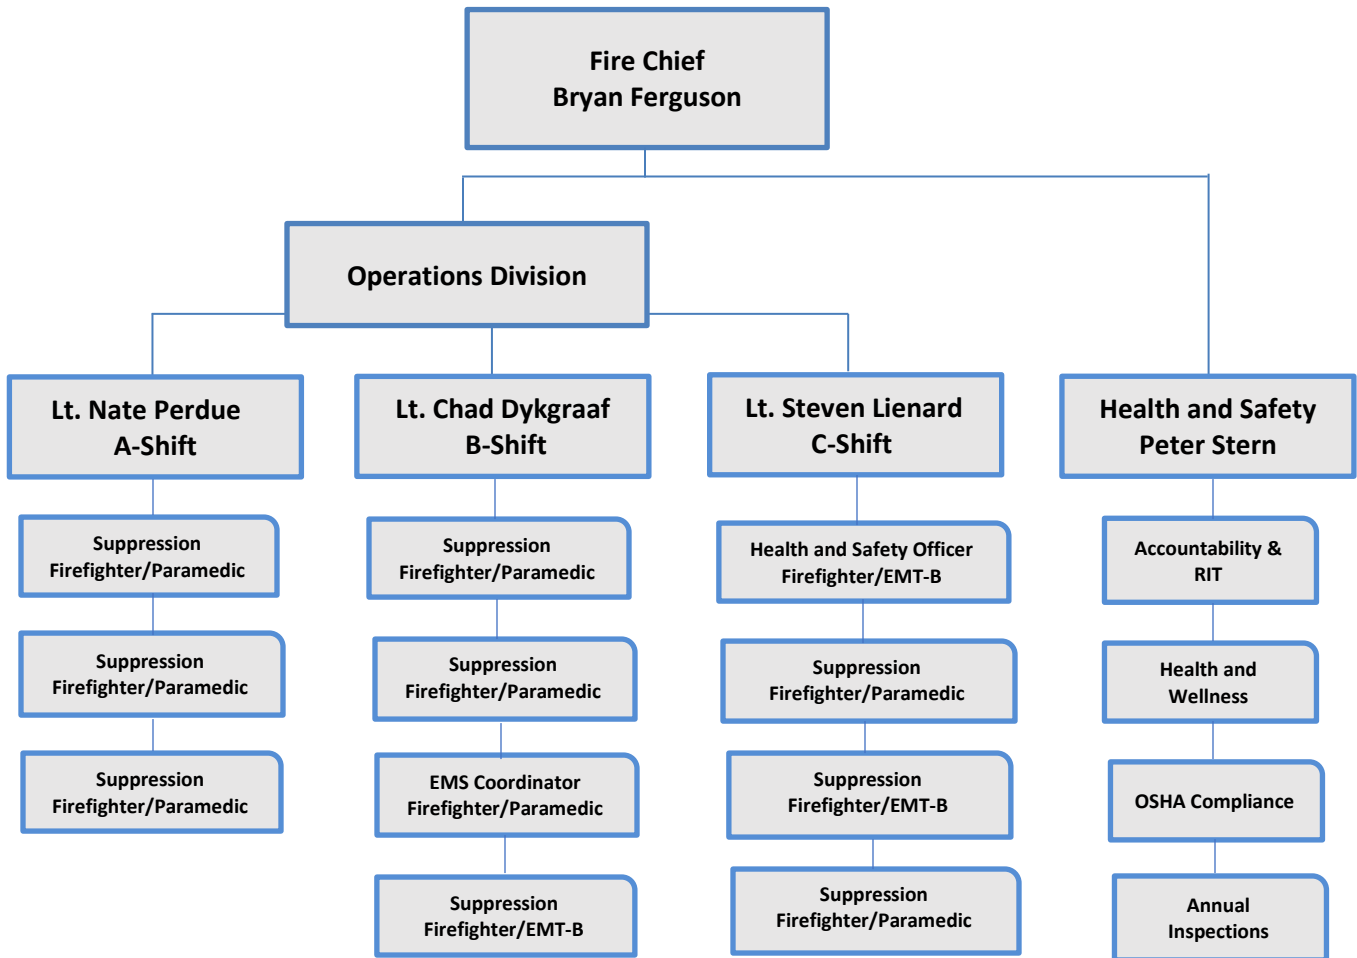 Fire Chief
Bryan Ferguson
Operations Division
Lt. Nate Perdue
A-Shift
Lt. Chad Dykgraaf
B-Shift
Lt. Steven Lienard
C-Shift
Health and Safety
Peter Stern
Suppression
Firefighter/Paramedic
Suppression
Firefighter/Paramedic
Suppression
Firefighter/Paramedic
Suppression
Firefighter/Paramedic
Suppression
Firefighter/Paramedic
EMS Coordinator
Firefighter/Paramedic
Suppression
Firefighter/EMT-B
Health and Safety Officer
Firefighter/EMT-B
Suppression
Firefighter/Paramedic
Suppression
Firefighter/EMT-B
Suppression
Firefighter/Paramedic
Accountability &
RIT
Health and
Wellness
OSHA Compliance
Annual
Inspections